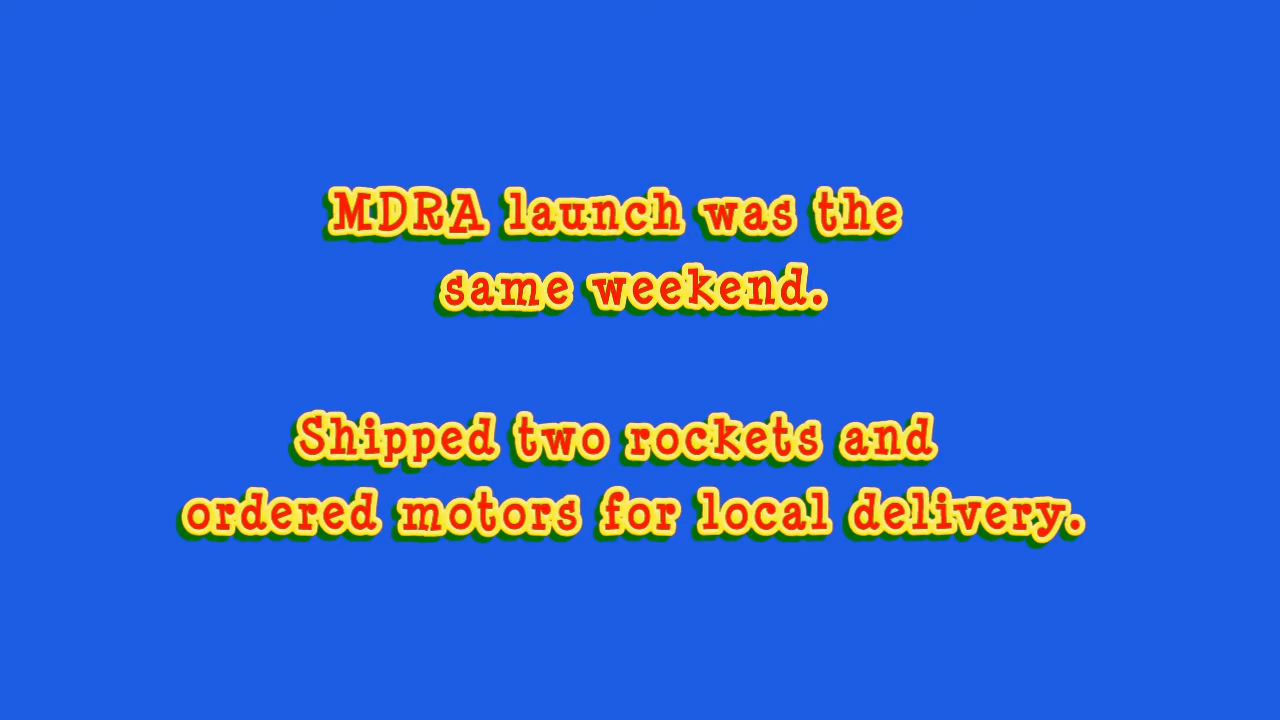 MDRA launch was the
same weekend.
Shipped two rockets and
ordered motors for local delivery.